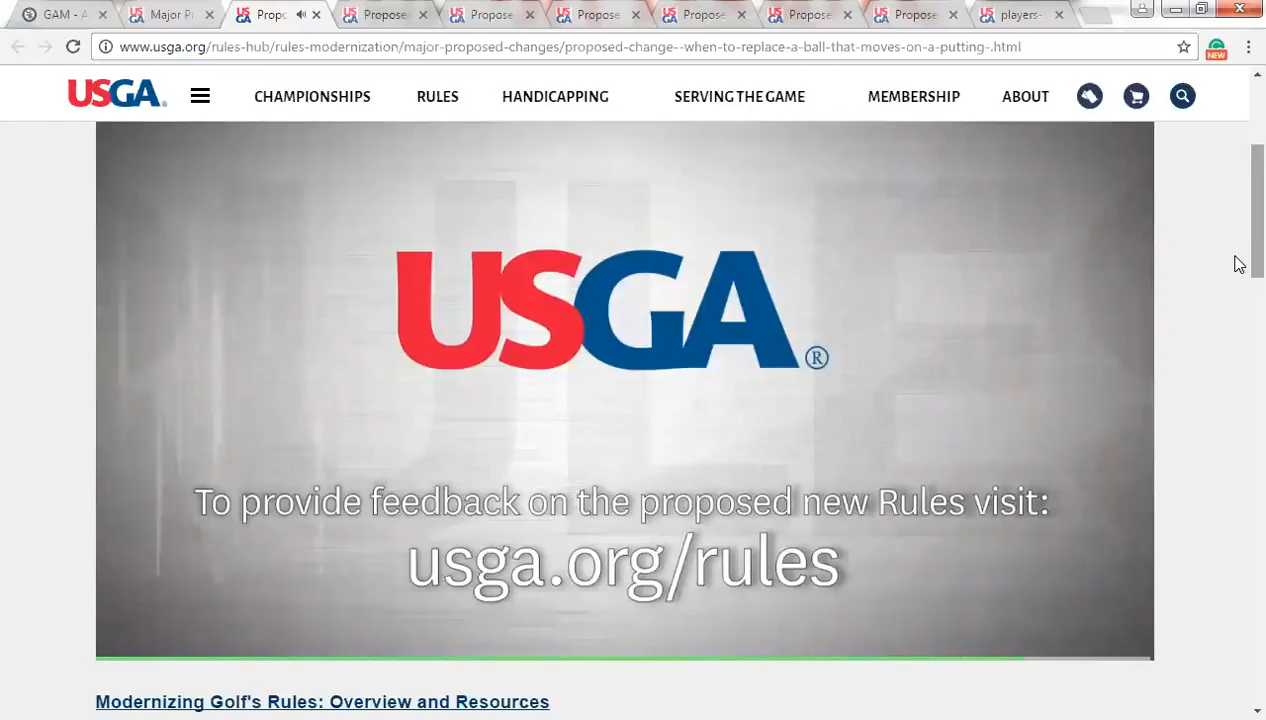 GAM - A
Major P
Propo
Propose
Propose
Propose
Propose
Propose
Propose
players-
www.usga.org/rules-hub/rules-modernization/major-proposed-changes/proposed-change--when-to-replace-a-ball-that-moves-on-a-putting-.html
NEW
USGA® CHAMPIONSHIPS RULES HANDICAPPING SERVING THE GAME MEMBERSHIP ABOUT
USGA®
To provide feedback on the proposed new Rules visit:
usga.org/rules
Modernizing Golf's Rules: Overview and Resources